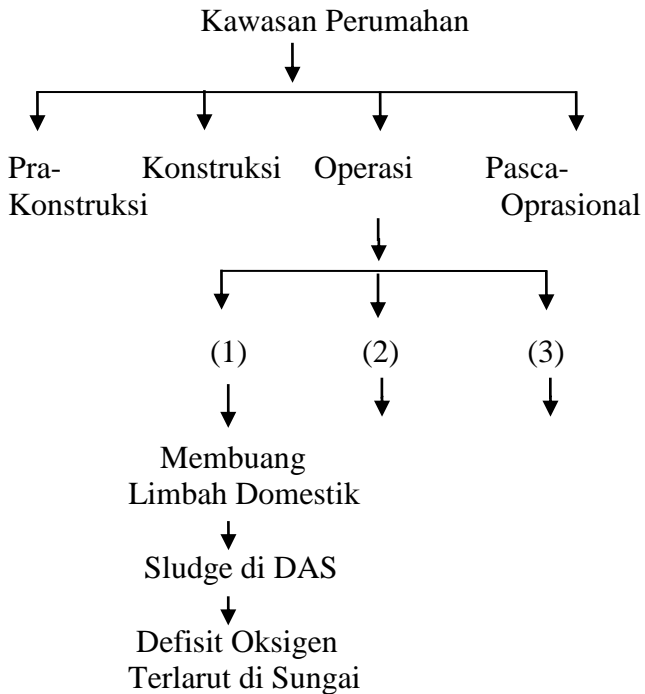 Kawasan Perumahan
Pra- Konstruksi Operasi Pasca-
Konstruksi Oprasional
(1) (2) (3)
Membuang
Limbah Domestik
Sludge di DAS
Defisit Oksigen
Terlarut di Sungai